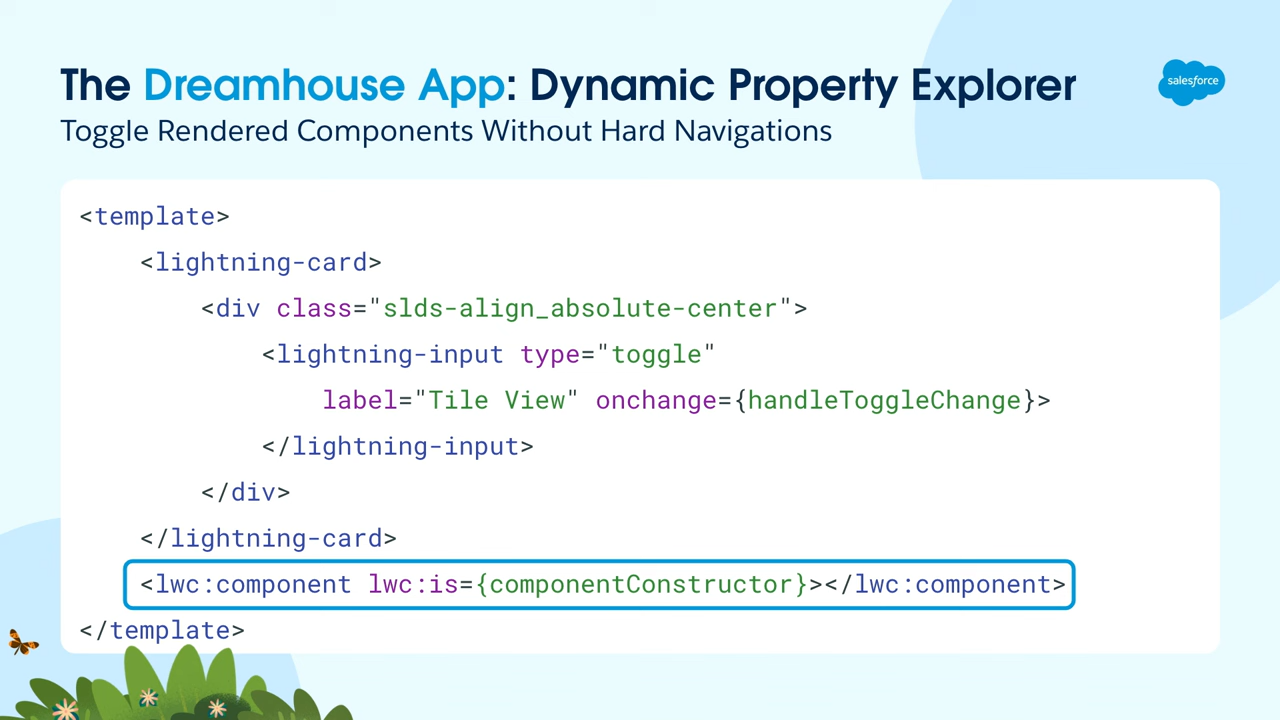 The Dreamhouse App: Dynamic Property Explorer
salesforce
Toggle Rendered Components Without Hard Navigations
<template>
    <lightning-card>
        <div class="slds-align_absolute-center">
            <lightning-input type="toggle"
                label="Tile View" onchange={handleToggleChange}>
            </lightning-input>
        </div>
    </lightning-card>
    <lwc:component lwc:is={componentConstructor}></lwc:component>
</template>